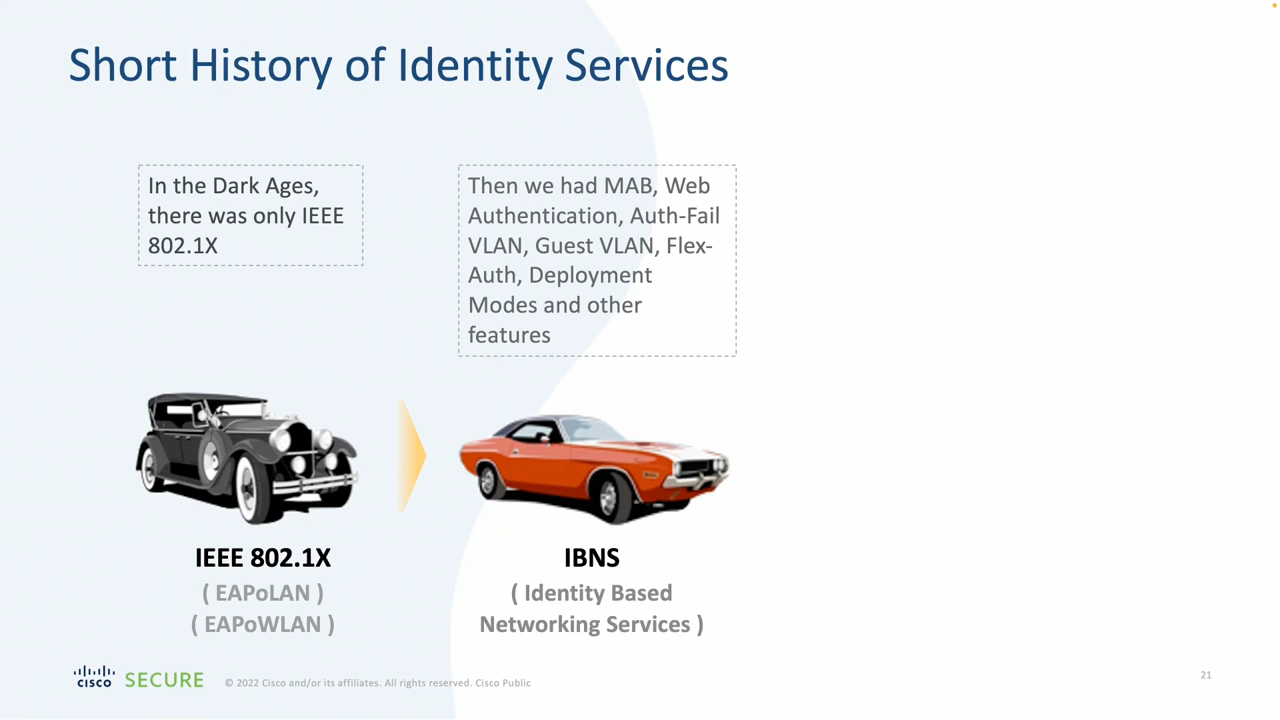 Short History of Identity Services
In the Dark Ages,
there was only IEEE
802.1X
Then we had MAB, Web
Authentication, Auth-Fail
VLAN, Guest VLAN, Flex-
Auth, Deployment
Modes and other
features
IEEE 802.1X
( EAPoLAN )
( EAPoWLAN )
IBNS
( Identity Based
Networking Services )
CISCO SECURE © 2022 Cisco and/or its affiliates. All rights reserved. Cisco Public
21